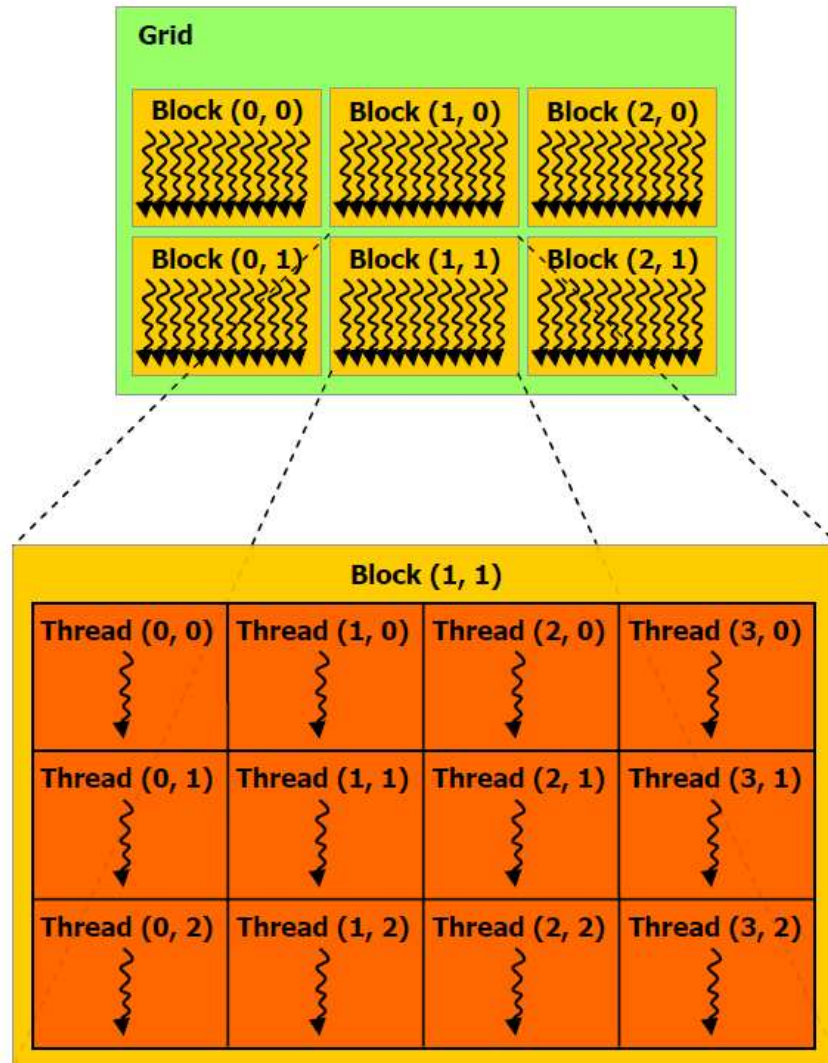 Grid
Block (0, 0) Block (1, 0) Block (2, 0)
Block (0, 1) Block (1, 1) Block (2, 1)
Block (1, 1)
Thread (0, 0) Thread (1, 0) Thread (2, 0) Thread (3, 0)
Thread (0, 1) Thread (1, 1) Thread (2, 1) Thread (3, 1)
Thread (0, 2) Thread (1, 2) Thread (2, 2) Thread (3, 2)